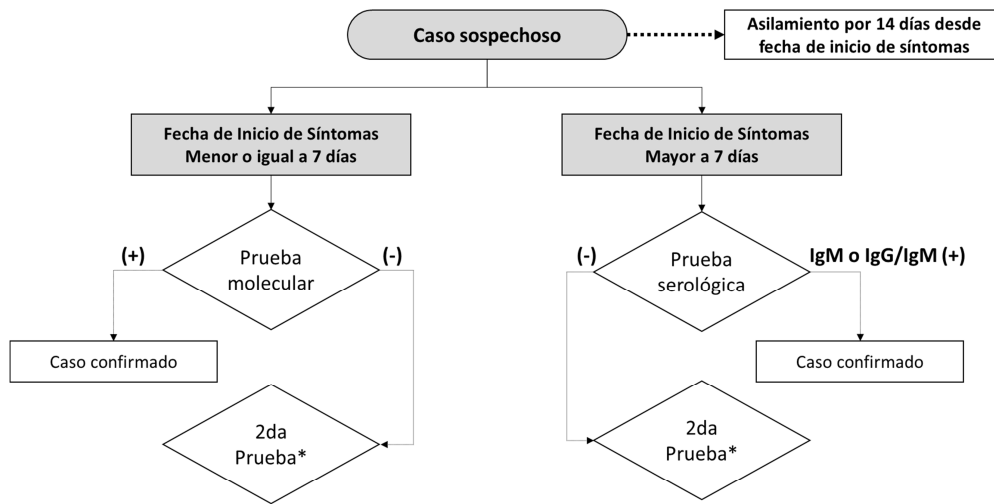 Caso sospechoso
Asilamiento por 14 días desde
fecha de inicio de síntomas
Fecha de Inicio de Síntomas
Menor o igual a 7 días
Fecha de Inicio de Síntomas
Mayor a 7 días
(+)
Prueba
molecular
(-)
(-)
Prueba
serológica
IgM o IgG/IgM (+)
Caso confirmado
Caso confirmado
2da
Prueba*
2da
Prueba*